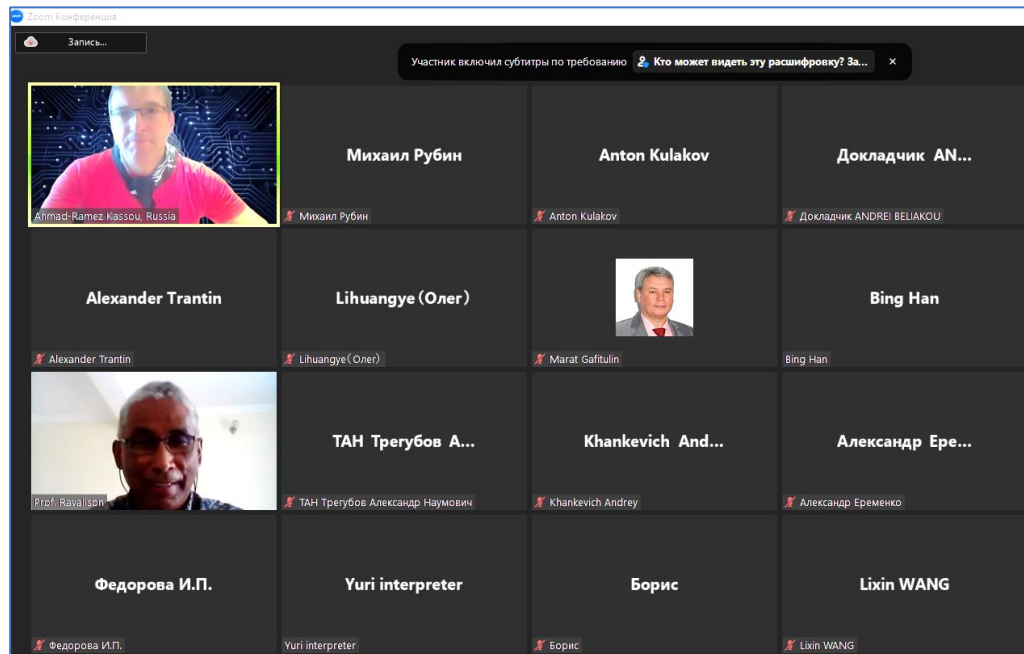 zoom Zoom Конференция
Запись...
Участник включил субтитры по требованию Кто может видеть эту расшифровку? За...
Ahmad-Ramez Kassou, Russia
Михаил Рубин
Михаил Рубин
Anton Kulakov
Anton Kulakov
Докладчик AN...
Докладчик ANDREI BELIAKOU
Alexander Trantin
Alexander Trantin
Lihuangye（Олег）
Lihuangye（Олег）
Marat Gafitulin
Bing Han
Bing Han
Prof. Ravalison
ТАН Трегубов А...
ТАН Трегубов Александр Наумович
Khankevich And...
Khankevich Andrey
Александр Ере...
Александр Еременко
Федорова И.П.
Федорова И.П.
Yuri interpreter
Yuri interpreter
Борис
Борис
Lixin WANG
Lixin WANG